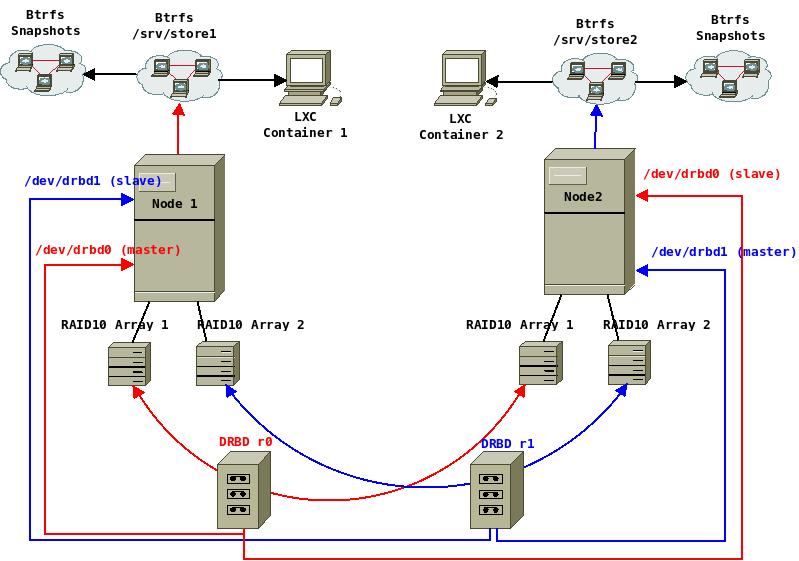 Btrfs
Snapshots
Btrfs
/srv/store1
Btrfs
/srv/store2
Btrfs
Snapshots
LXC
Container 1
LXC
Container 2
/dev/drbd1 (slave)
Node 1
/dev/drbd0 (master)
Node2
/dev/drbd0 (slave)
/dev/drbd1 (master)
RAID10 Array 1
RAID10 Array 2
RAID10 Array 1
RAID10 Array 2
DRBD r0
DRBD r1